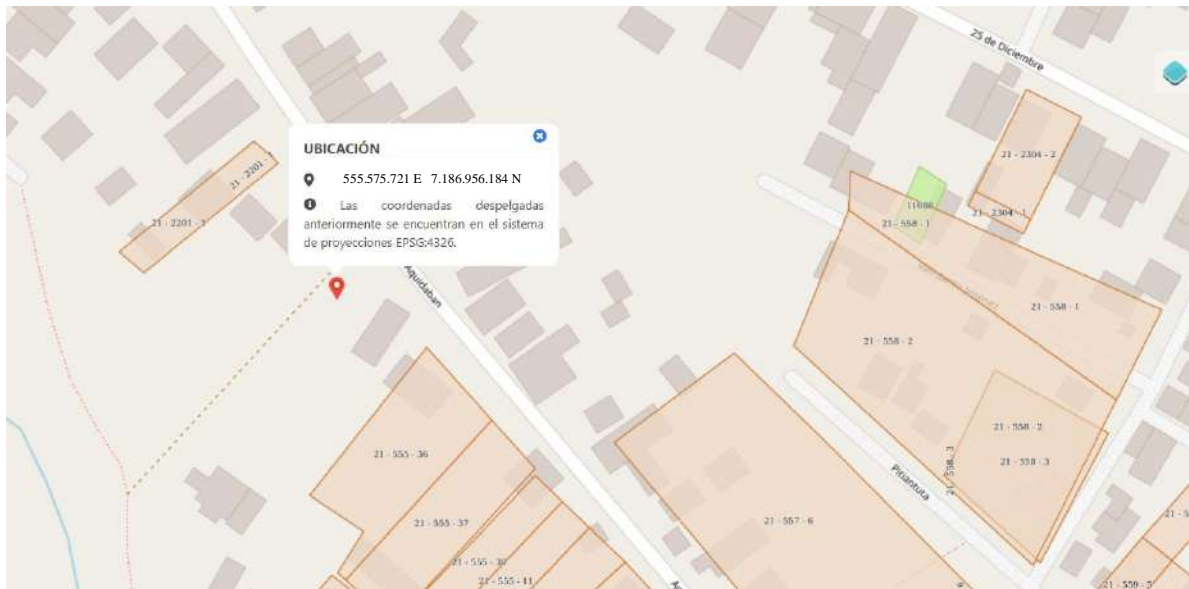 25 de Diciembre
UBICACIÓN
555.575.721 E 7.186.956.184 N
Las coordenadas despelgadas
anteriormente se encuentran en el sistema
de proyecciones EPSG:4326.
21 - 2304 - 2
21 - 2201 - 1
21 - 2201 - 1
21 - 2304 - 1
21 - 558 - 1
Aquidaban
21 - 558 - 1
21 - 558 - 2
21 - 558 - 2
21 - 555 - 36
21 - 558 - 3
21 - 558 - 3
Piriantuta
21 - 555 - 37
21 - 557 - 6
21 - 555 - 11